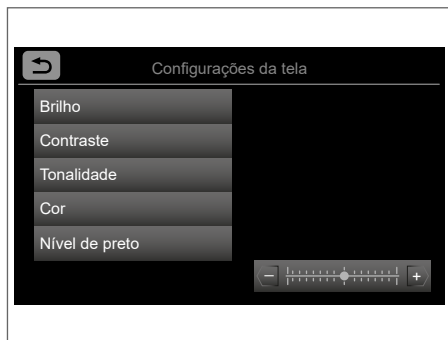 Configurações da tela
Brilho
Contraste
Tonalidade
Cor
Nível de preto
− +